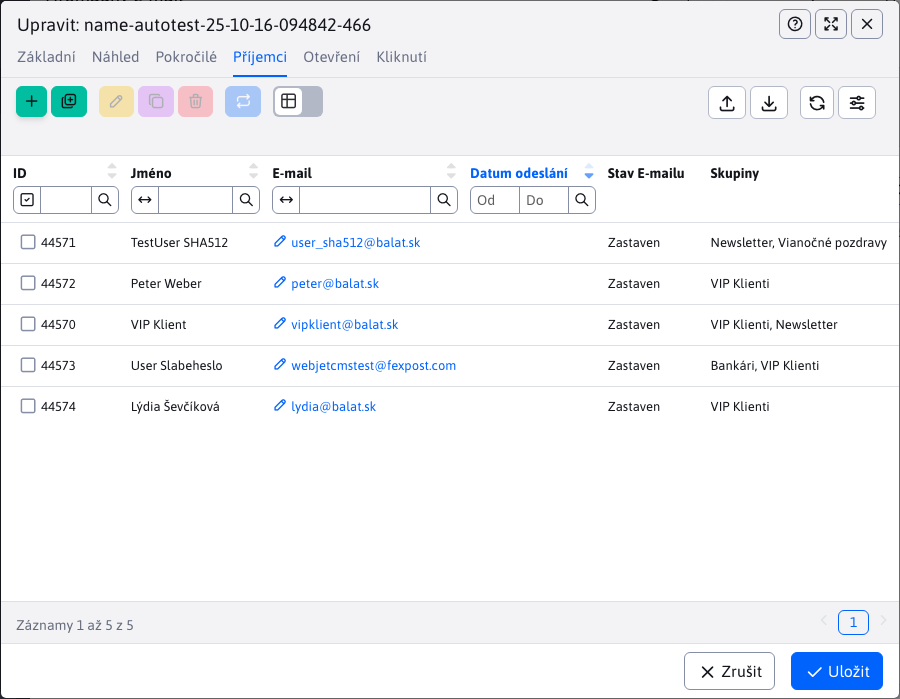 Upravit: name-autotest-25-10-16-094842-466
Základní Náhled Pokročilé Příjemci Otevření Kliknutí
ID Jméno E-mail Datum odeslání Stav E-mailu Skupiny
Od Do
44571 TestUser SHA512 user_sha512@balat.sk Zastaven Newsletter, Vianočné pozdravy
44572 Peter Weber peter@balat.sk Zastaven VIP Klienti
44570 VIP Klient vipklient@balat.sk Zastaven VIP Klienti, Newsletter
44573 User Slabeheslo webjetcmstest@fexpost.com Zastaven Bankári, VIP Klienti
44574 Lýdia Ševčíková lydia@balat.sk Zastaven VIP Klienti
Záznamy 1 až 5 z 5 1
Zrušit Uložit